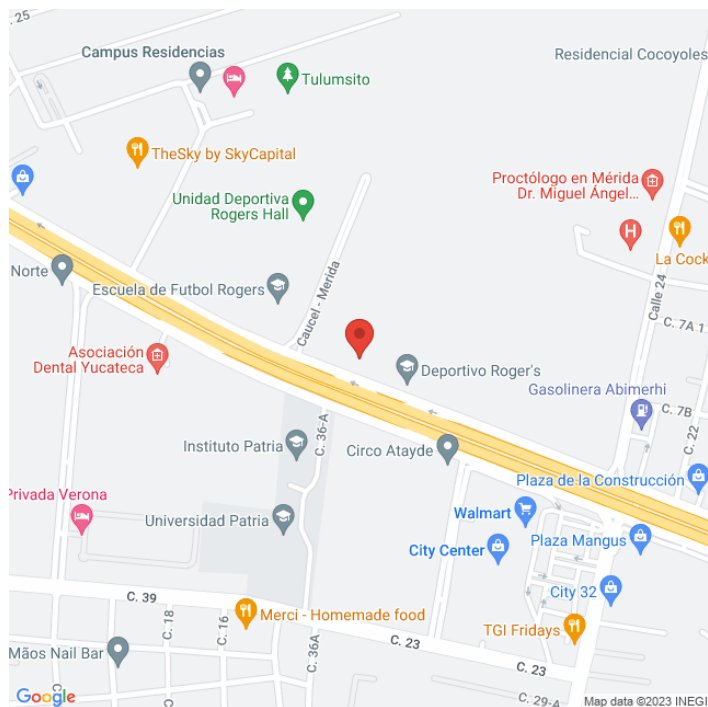 25
Campus Residencias
Residencial Cocoyoles
Tulumsito
TheSky by SkyCapital
Proctólogo en Mérida
Dr. Miguel Ángel...
Unidad Deportiva
Rogers Hall
La Cock
Calle 24
Norte
Escuela de Futbol Rogers
Caucel - Merida
C. 7A 1
Asociación
Dental Yucateca
Deportivo Roger's
Gasolinera Abimerhi
C. 7B
C. 22
C. 36-A
Instituto Patria
Circo Atayde
Plaza de la Construcción
Privada Verona
Universidad Patria
Walmart
Plaza Mangus
City Center
City 32
C. 39
C. 18
C. 16
Merci - Homemade food
TGI Fridays
C. 36A
C. 23
C. 23
Mãos Nail Bar
C. 29-A
Google
Map data ©2023 INEGI